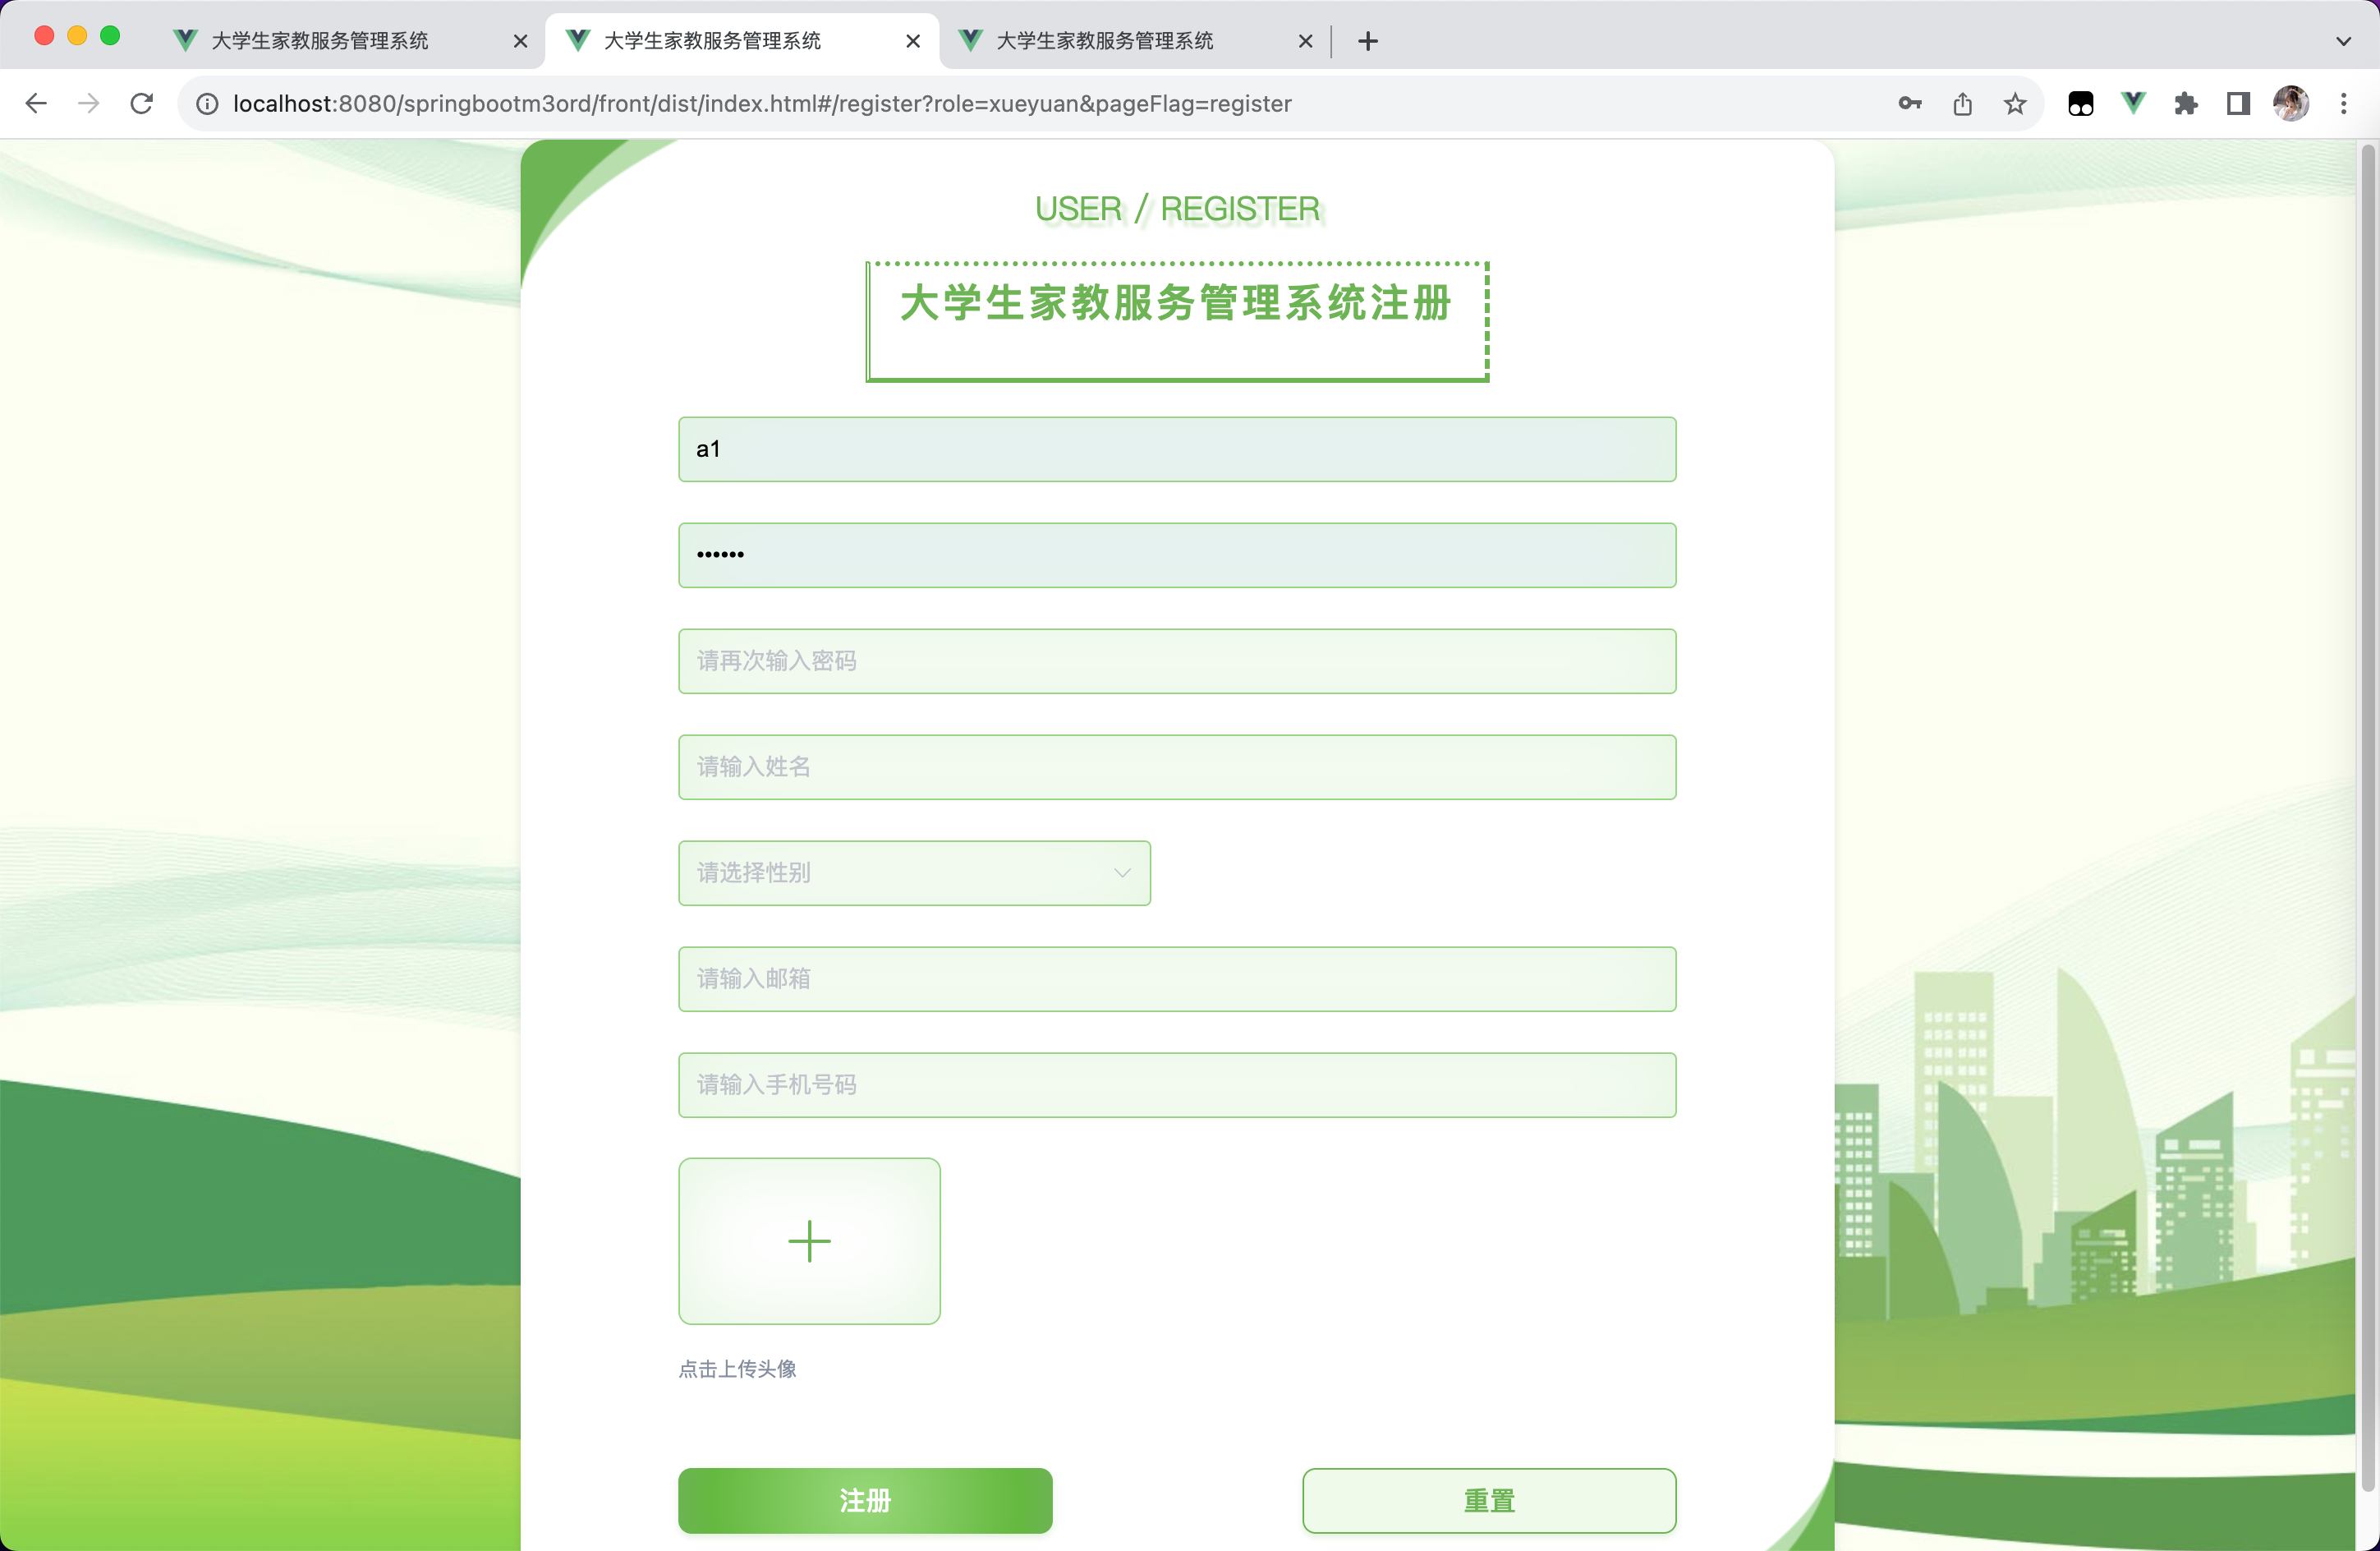 大学生家教服务管理系统
大学生家教服务管理系统
大学生家教服务管理系统
localhost:8080/springbootm3ord/front/dist/index.html#/register?role=xueyuan&pageFlag=register
USER / REGISTER
大学生家教服务管理系统注册
a1
••••••
请再次输入密码
请输入姓名
请选择性别
请输入邮箱
请输入手机号码
点击上传头像
注册
重置